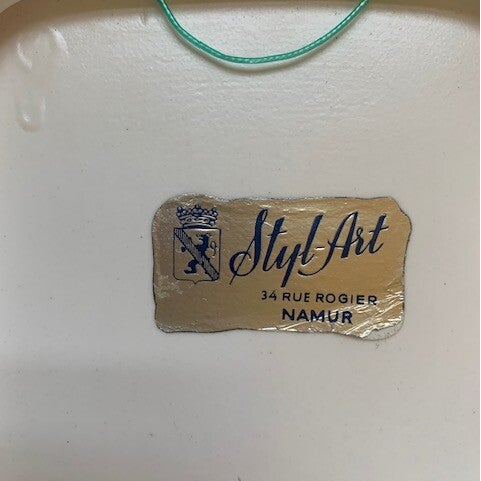 Styl-Art
34 RUE ROGIER
NAMUR